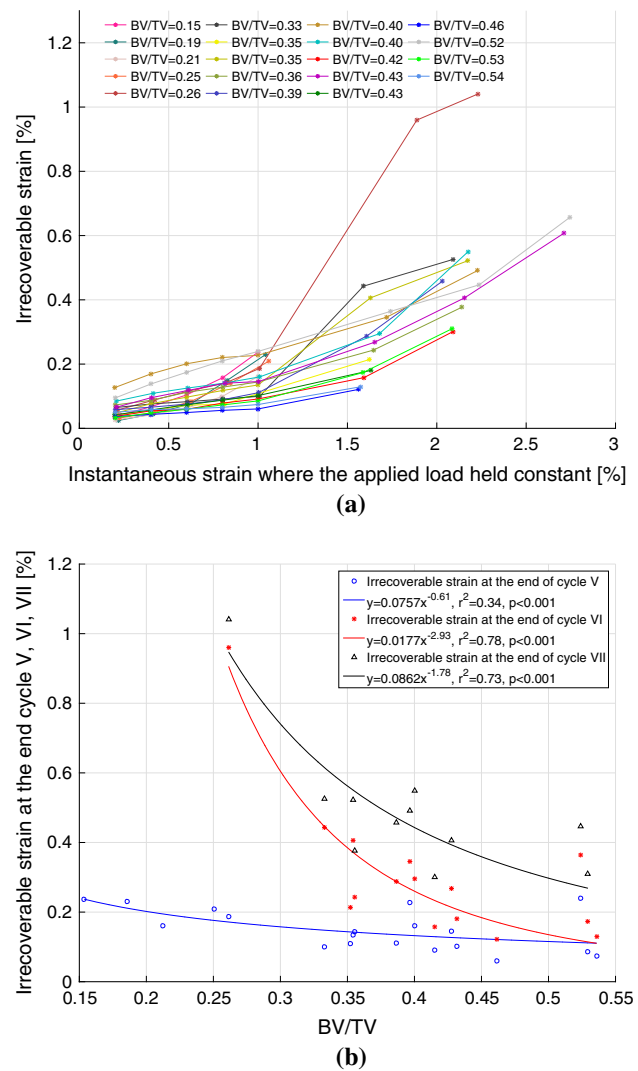 BV/TV=0.15 BV/TV=0.33 BV/TV=0.40 BV/TV=0.46
BV/TV=0.19 BV/TV=0.35 BV/TV=0.40 BV/TV=0.52
BV/TV=0.21 BV/TV=0.35 BV/TV=0.42 BV/TV=0.53
BV/TV=0.25 BV/TV=0.36 BV/TV=0.43 BV/TV=0.54
BV/TV=0.26 BV/TV=0.39 BV/TV=0.43
Irrecoverable strain [%]
1.2
1
0.8
0.6
0.4
0.2
0
0 0.5 1 1.5 2 2.5 3
Instantaneous strain where the applied load held constant [%]
(a)
Irrecoverable strain at the end cycle V, VI, VII [%]
1.2
1
0.8
0.6
0.4
0.2
0
Irrecoverable strain at the end of cycle V
y=0.0757x^-0.61, r^2=0.34, p<0.001
Irrecoverable strain at the end of cycle VI
y=0.0177x^-2.93, r^2=0.78, p<0.001
Irrecoverable strain at the end of cycle VII
y=0.0862x^-1.78, r^2=0.73, p<0.001
0.15 0.2 0.25 0.3 0.35 0.4 0.45 0.5 0.55
BV/TV
(b)